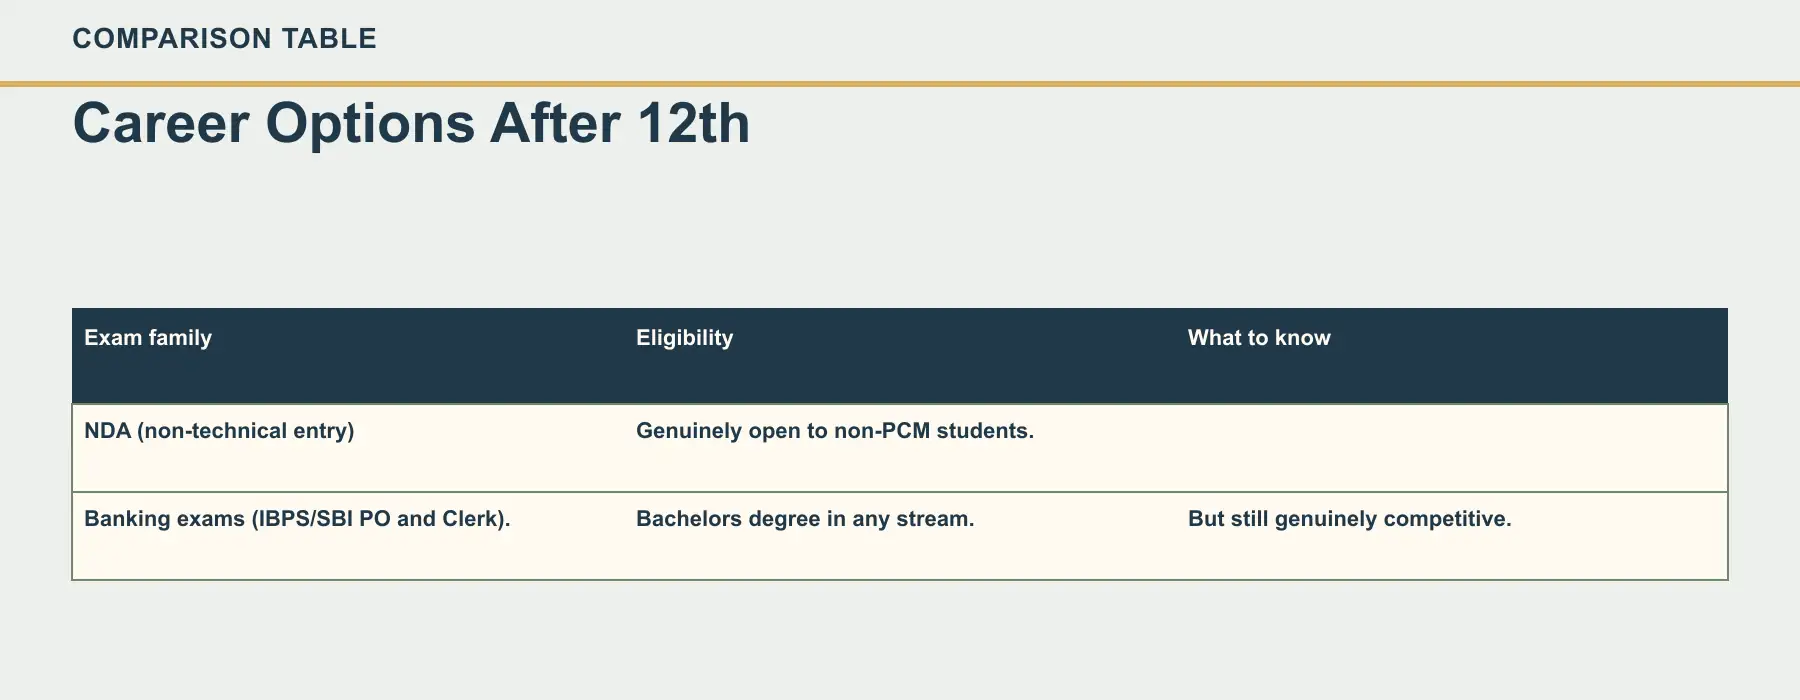 COMPARISON TABLE
Career Options After 12th
Exam family Eligibility What to know
NDA (non-technical entry) Genuinely open to non-PCM students.
Banking exams (IBPS/SBI PO and Clerk). Bachelors degree in any stream. But still genuinely competitive.